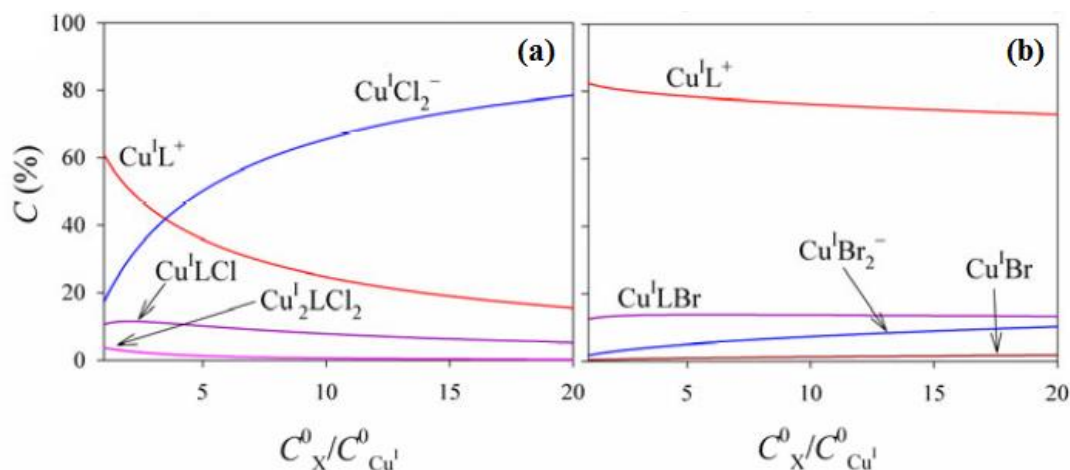 100
80
60
40
20
0
C (%)
(a)
CuᴵCl₂⁻
CuᴵL⁺
CuᴵLCl
Cuᴵ₂LCl₂
5
10
15
20
C⁰X/C⁰Cuᴵ
(b)
CuᴵL⁺
CuᴵBr₂⁻
CuᴵBr
CuᴵLBr
5
10
15
20
C⁰X/C⁰Cuᴵ